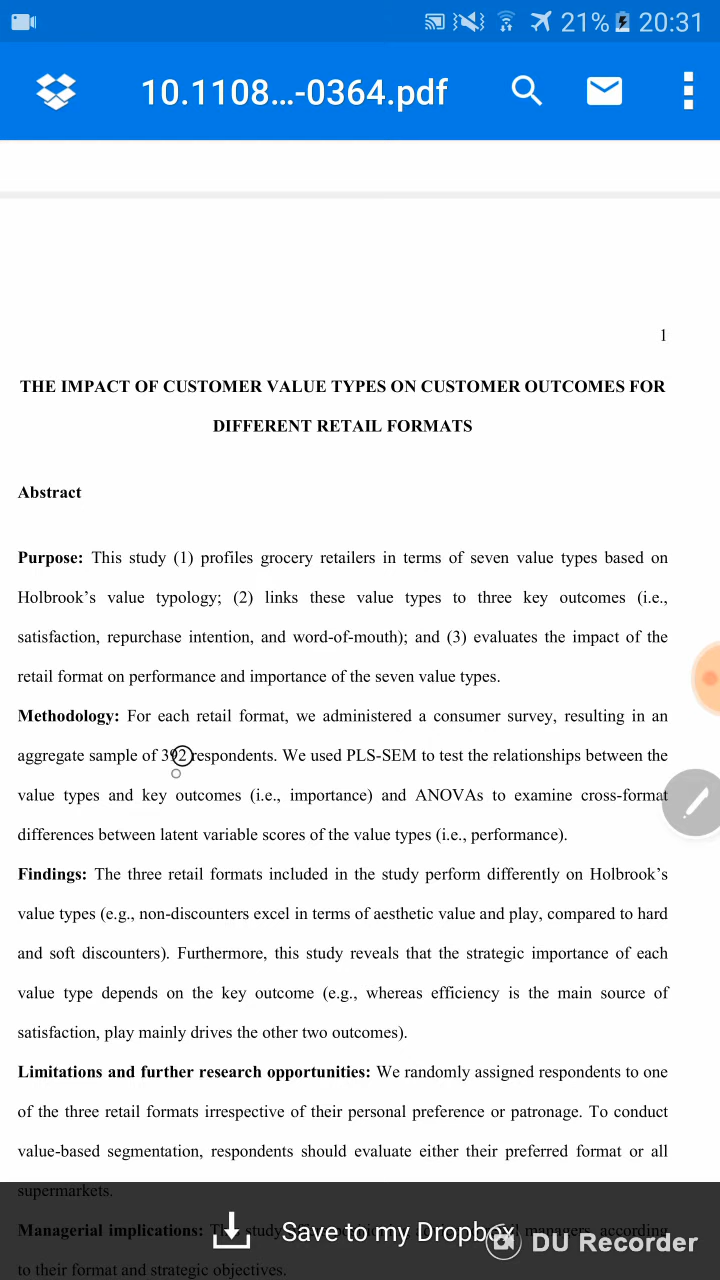 21% 20:31
10.1108...-0364.pdf
1
THE IMPACT OF CUSTOMER VALUE TYPES ON CUSTOMER OUTCOMES FOR
DIFFERENT RETAIL FORMATS
Abstract
Purpose: This study (1) profiles grocery retailers in terms of seven value types based on
Holbrook's value typology; (2) links these value types to three key outcomes (i.e.,
satisfaction, repurchase intention, and word-of-mouth); and (3) evaluates the impact of the
retail format on performance and importance of the seven value types.
Methodology: For each retail format, we administered a consumer survey, resulting in an
aggregate sample of 392 respondents. We used PLS-SEM to test the relationships between the
value types and key outcomes (i.e., importance) and ANOVAs to examine cross-format
differences between latent variable scores of the value types (i.e., performance).
Findings: The three retail formats included in the study perform differently on Holbrook's
value types (e.g., non-discounters excel in terms of aesthetic value and play, compared to hard
and soft discounters). Furthermore, this study reveals that the strategic importance of each
value type depends on the key outcome (e.g., whereas efficiency is the main source of
satisfaction, play mainly drives the other two outcomes).
Limitations and further research opportunities: We randomly assigned respondents to one
of the three retail formats irrespective of their personal preference or patronage. To conduct
value-based segmentation, respondents should evaluate either their preferred format or all
supermarkets.
Managerial implications: study managers, according
Save to my Dropbox
DU Recorder
to their format and strategic objectives.